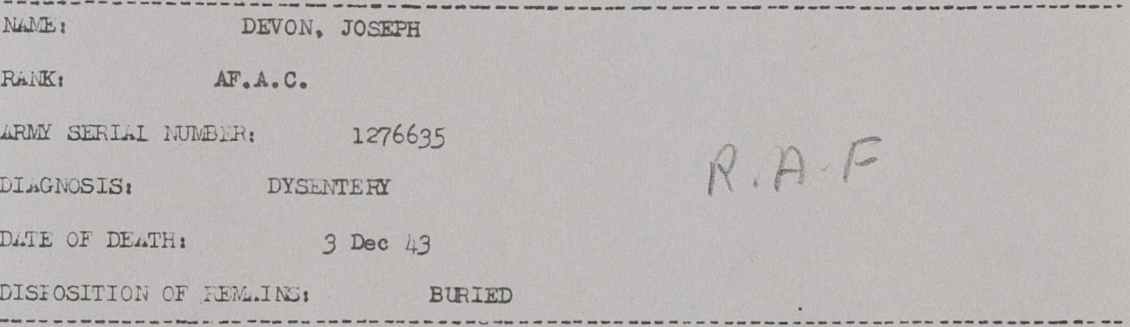 NAME: DEVON, JOSEPH
RANK: AF.A.C.
ARMY SERIAL NUMBER: 1276635
R.A.F
DIAGNOSIS: DYSENTERY
DATE OF DEATH: 3 Dec 43
DISPOSITION OF REMAINS: BURIED